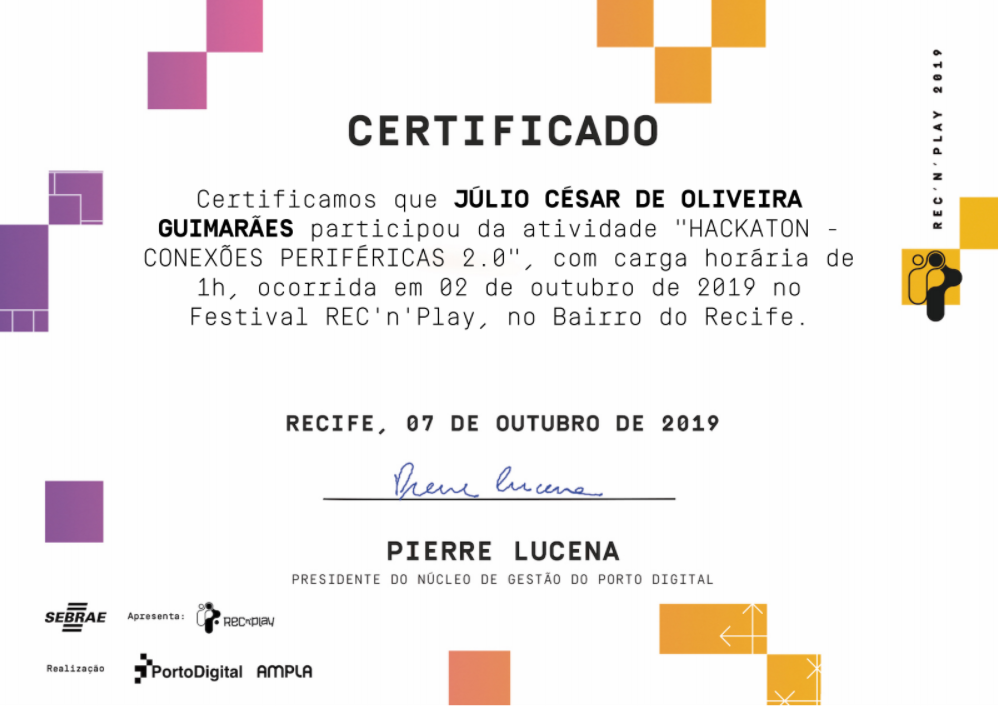 REC'N'PLAY 2019
CERTIFICADO
Certificamos que JÚLIO CÉSAR DE OLIVEIRA
GUIMARÃES participou da atividade "HACKATON -
CONEXÕES PERIFÉRICAS 2.0", com carga horária de
1h, ocorrida em 02 de outubro de 2019 no
Festival REC'n'Play, no Bairro do Recife.
RECIFE, 07 DE OUTUBRO DE 2019
Pierre Lucena
PIERRE LUCENA
PRESIDENTE DO NÚCLEO DE GESTÃO DO PORTO DIGITAL
SEBRAE Apresenta: REC'n'play
Realização PortoDigital AMPLA